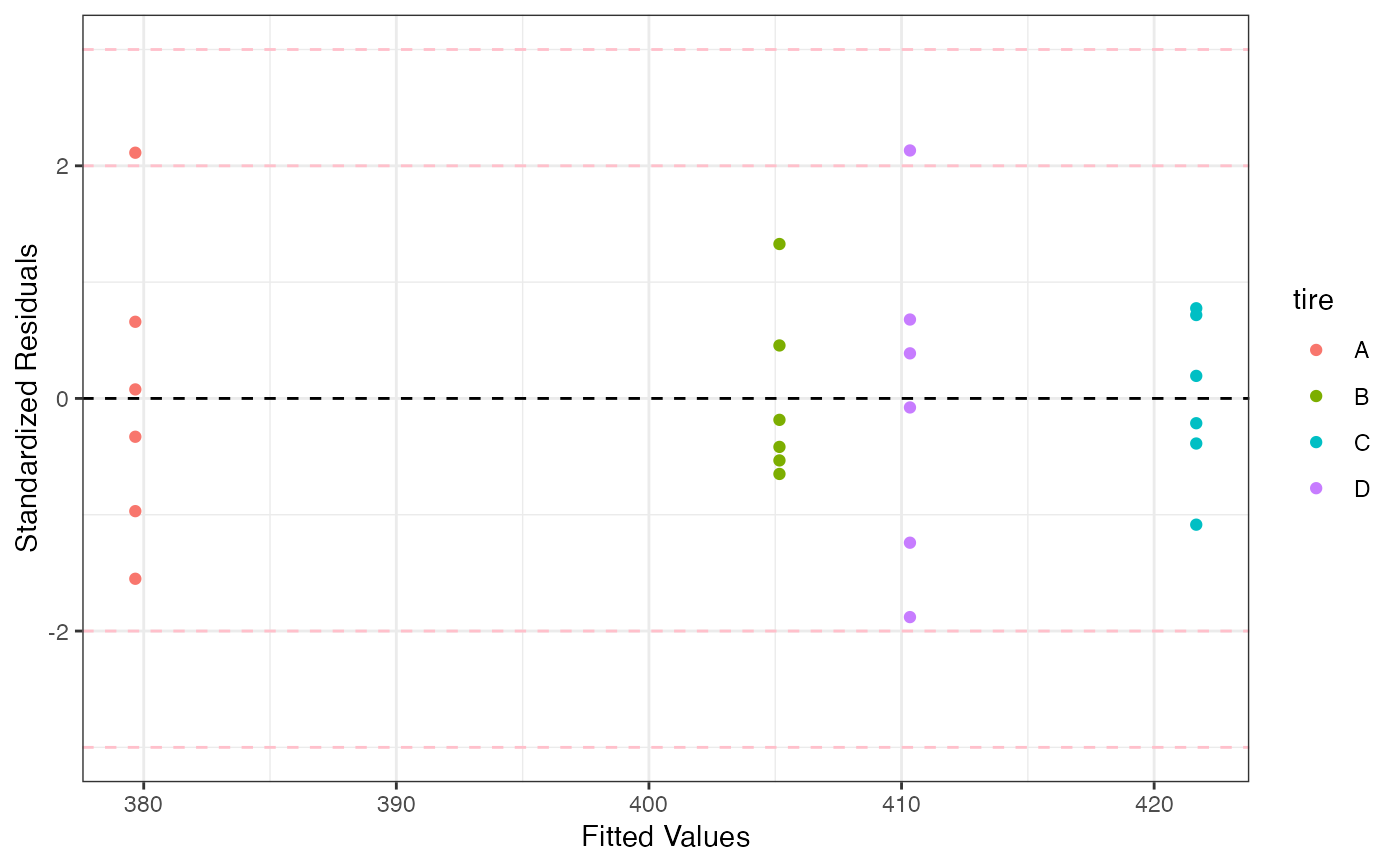 2
0
-2
Standardized Residuals
380
390
400
410
420
Fitted Values
tire
A
B
C
D